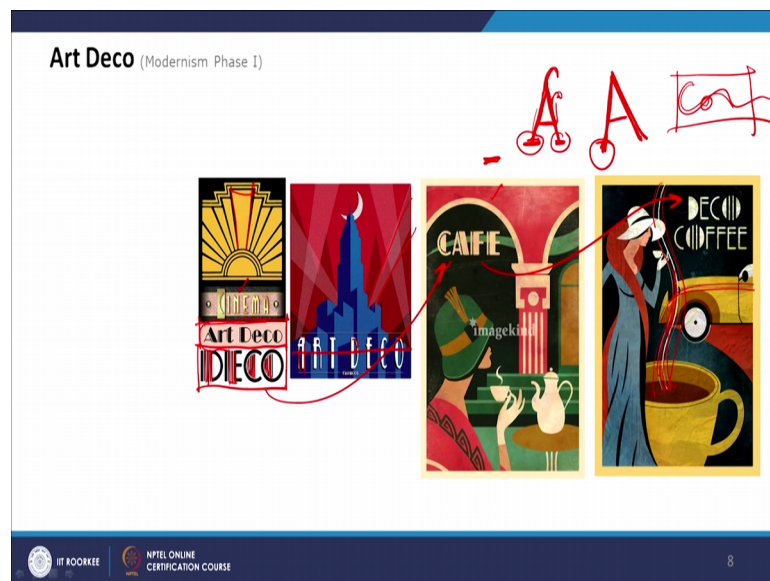 Art Deco (Modernism Phase I)
A A Co
CINEMA
Art Deco
DECO
ART DECO
CAFE
imagekind
DECO
COFFEE
IIT ROORKEE
NPTEL ONLINE
CERTIFICATION COURSE
8